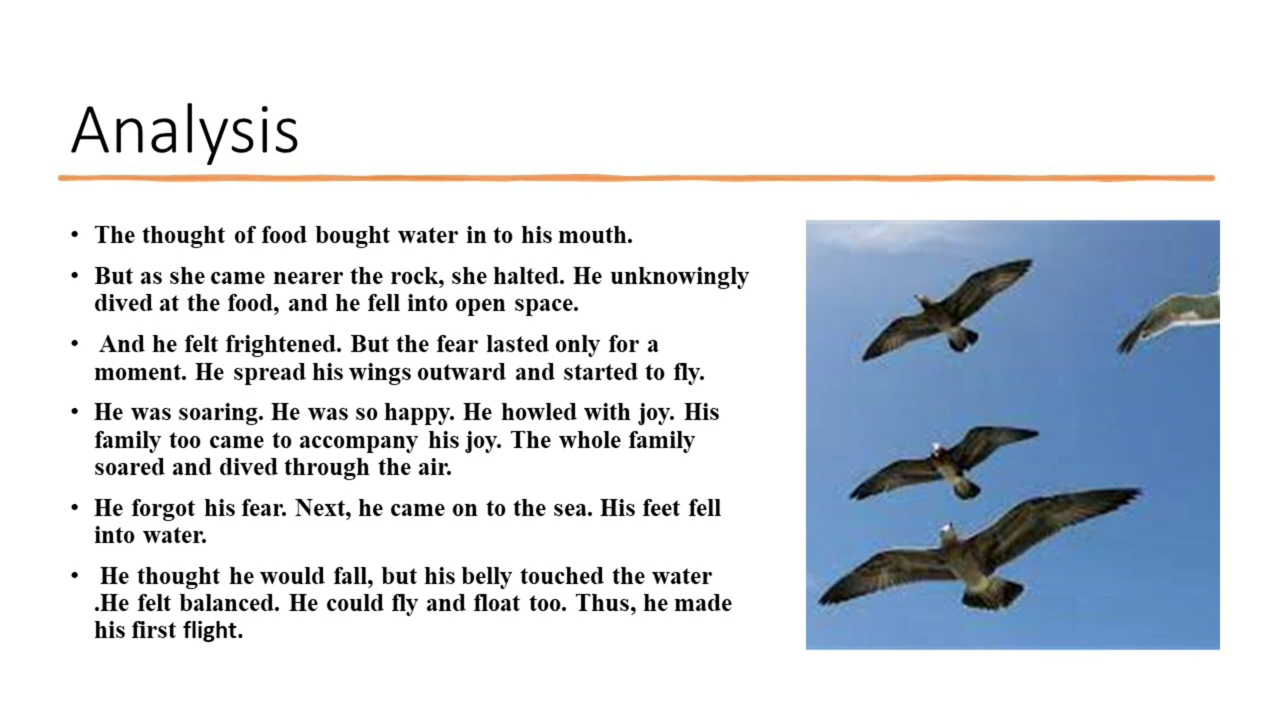 Analysis
• The thought of food bought water in to his mouth.
• But as she came nearer the rock, she halted. He unknowingly
dived at the food, and he fell into open space.
• And he felt frightened. But the fear lasted only for a
moment. He spread his wings outward and started to fly.
• He was soaring. He was so happy. He howled with joy. His
family too came to accompany his joy. The whole family
soared and dived through the air.
• He forgot his fear. Next, he came on to the sea. His feet fell
into water.
• He thought he would fall, but his belly touched the water
.He felt balanced. He could fly and float too. Thus, he made
his first flight.